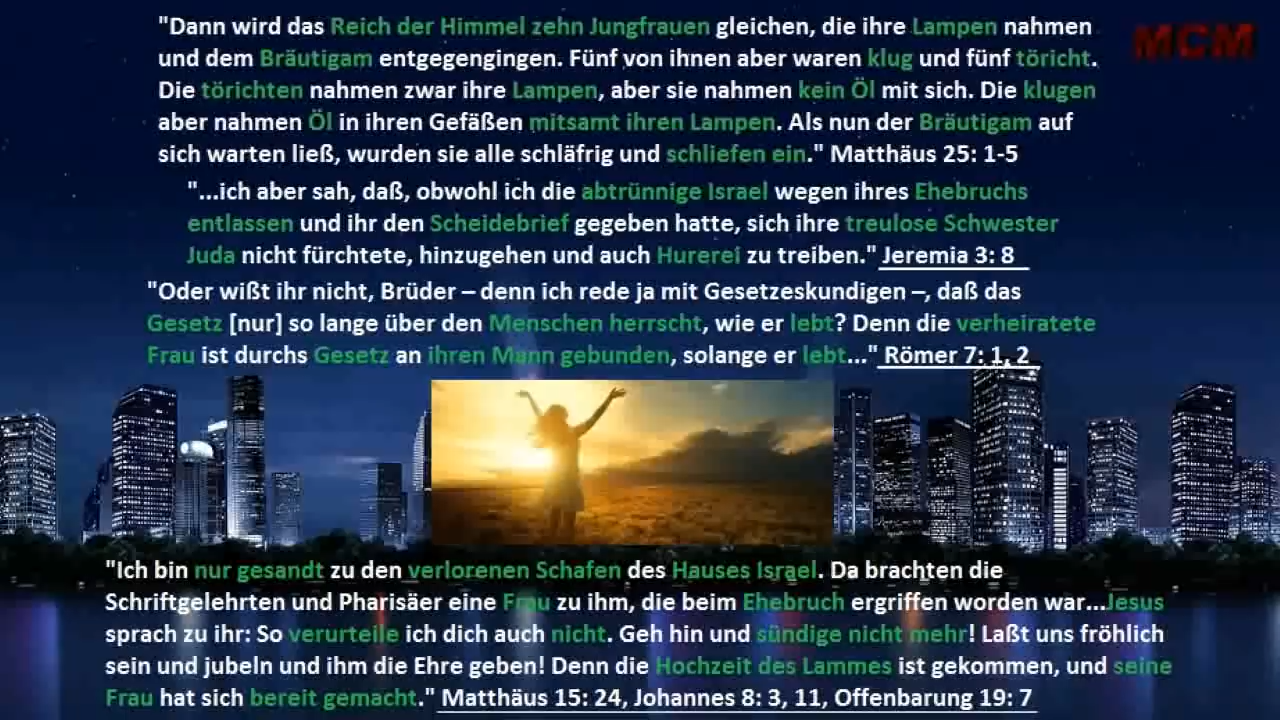 "Dann wird das Reich der Himmel zehn Jungfrauen gleichen, die ihre Lampen nahmen
MCM
und dem Bräutigam entgegengingen. Fünf von ihnen aber waren klug und fünf töricht.
Die törichten nahmen zwar ihre Lampen, aber sie nahmen kein Öl mit sich. Die klugen
aber nahmen Öl in ihren Gefäßen mitsamt ihren Lampen. Als nun der Bräutigam auf
sich warten ließ, wurden sie alle schläfrig und schliefen ein." Matthäus 25: 1-5
"...ich aber sah, daß, obwohl ich die abtrünnige Israel wegen ihres Ehebruchs
entlassen und ihr den Scheidebrief gegeben hatte, sich ihre treulose Schwester
Juda nicht fürchtete, hinzugehen und auch Hurerei zu treiben." Jeremia 3: 8
"Oder wißt ihr nicht, Brüder – denn ich rede ja mit Gesetzeskundigen –, daß das
Gesetz [nur] so lange über den Menschen herrscht, wie er lebt? Denn die verheiratete
Frau ist durchs Gesetz an ihren Mann gebunden, solange er lebt..." Römer 7: 1, 2
"Ich bin nur gesandt zu den verlorenen Schafen des Hauses Israel. Da brachten die
Schriftgelehrten und Pharisäer eine Frau zu ihm, die beim Ehebruch ergriffen worden war...Jesus
sprach zu ihr: So verurteile ich dich auch nicht. Geh hin und sündige nicht mehr! Laßt uns fröhlich
sein und jubeln und ihm die Ehre geben! Denn die Hochzeit des Lammes ist gekommen, und seine
Frau hat sich bereit gemacht." Matthäus 15: 24, Johannes 8: 3, 11, Offenbarung 19: 7